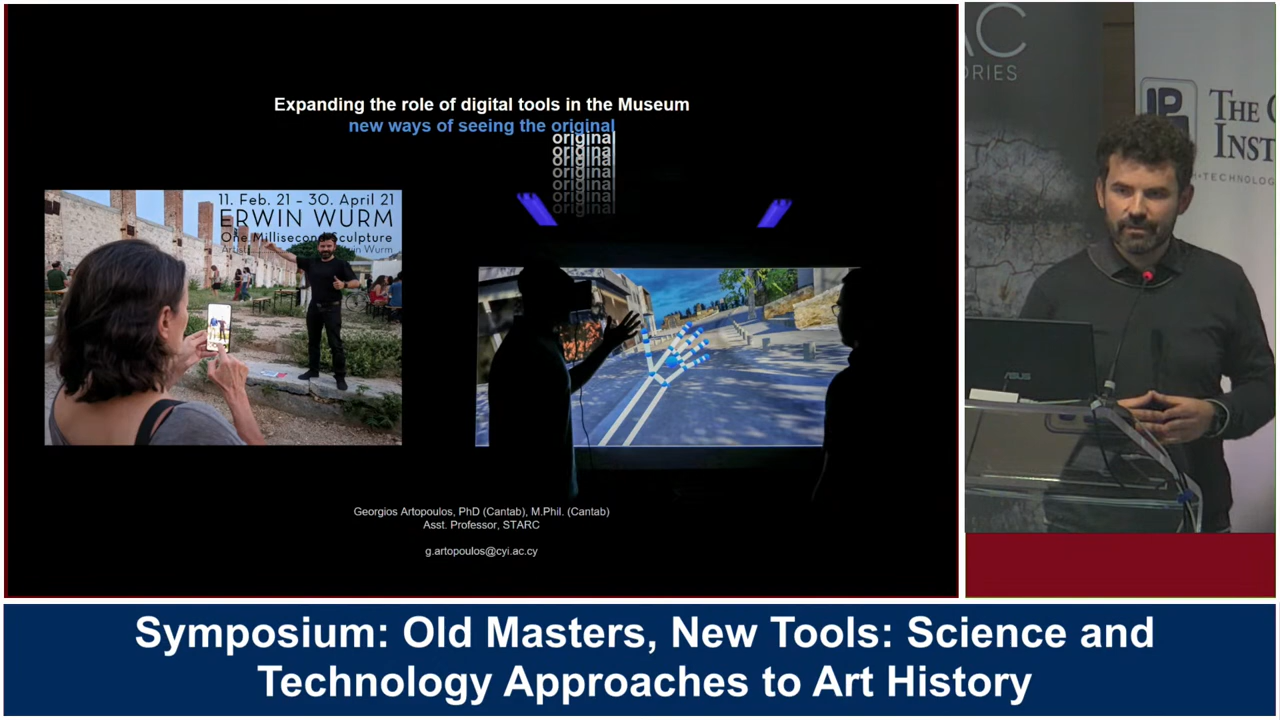 Expanding the role of digital tools in the Museum
new ways of seeing the original
original
original
original
original
original
original
11. Feb. 21 - 30. April 21
ERWIN WURM
One Millisecond Sculpture
Georgios Artopoulos, PhD (Cantab), M.Phil. (Cantab)
Asst. Professor, STARC
g.artopoulos@cyi.ac.cy
ASUS
THE
INST
TECHNOLOG
Symposium: Old Masters, New Tools: Science and
Technology Approaches to Art History